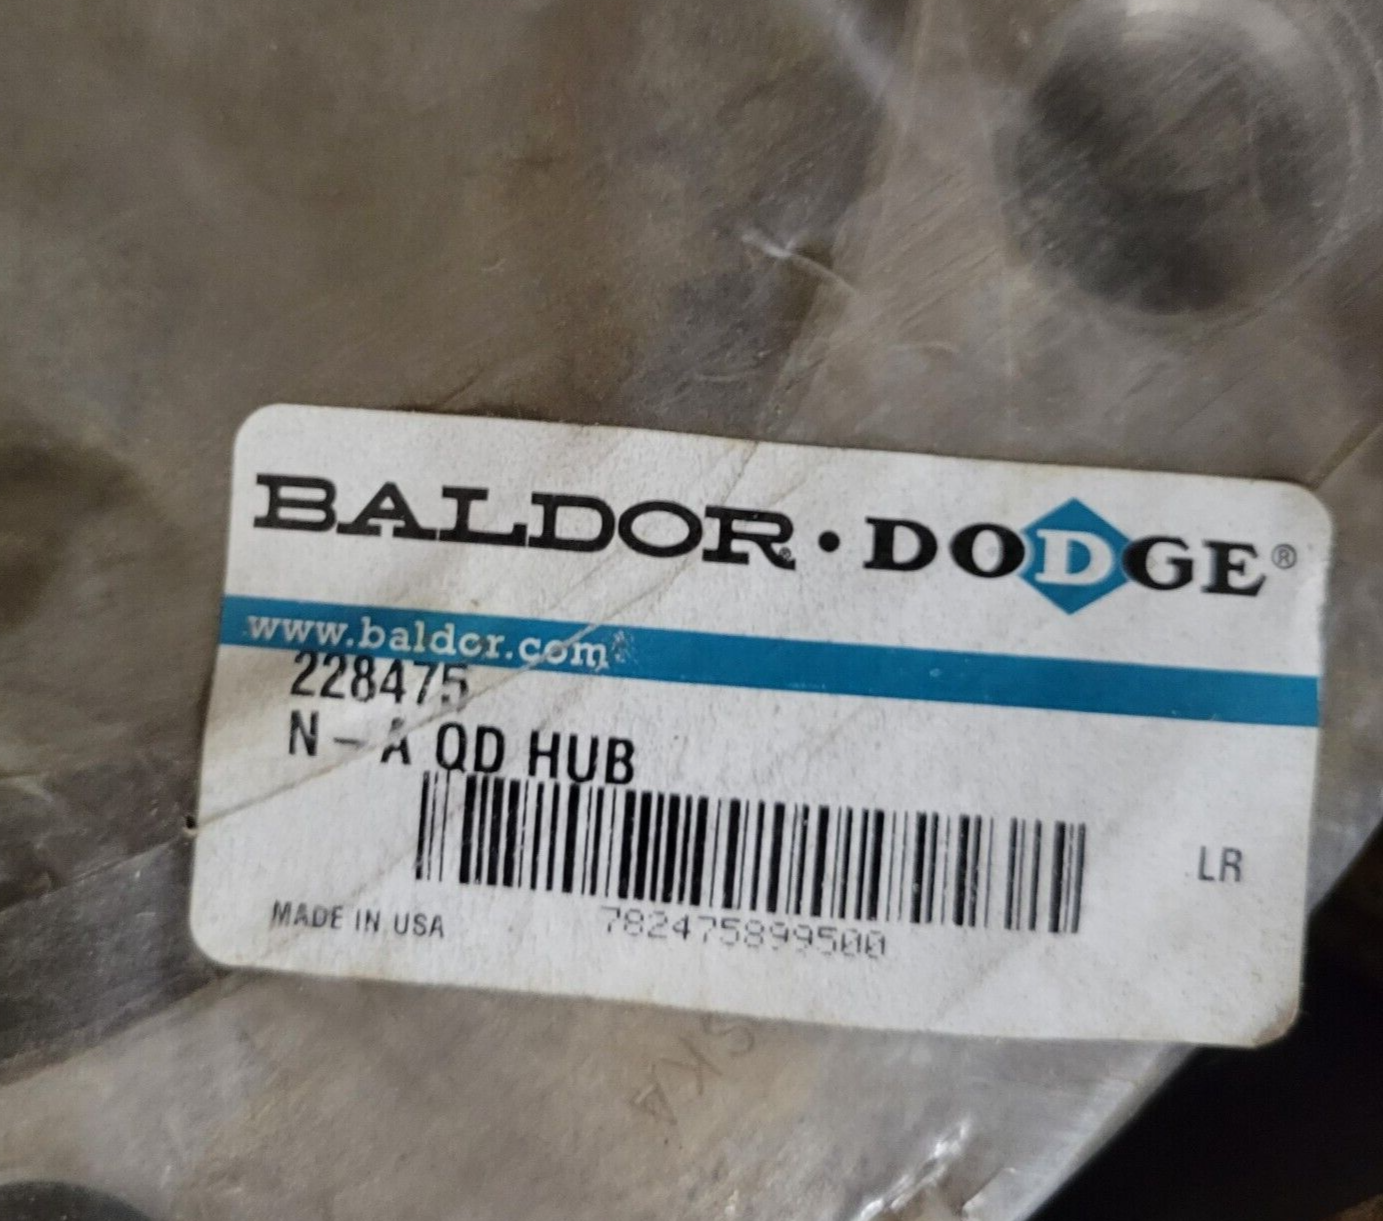 BALDOR® · DODGE®
www.baldor.com
228475
N – A QD HUB
LR
MADE IN USA
782475899500